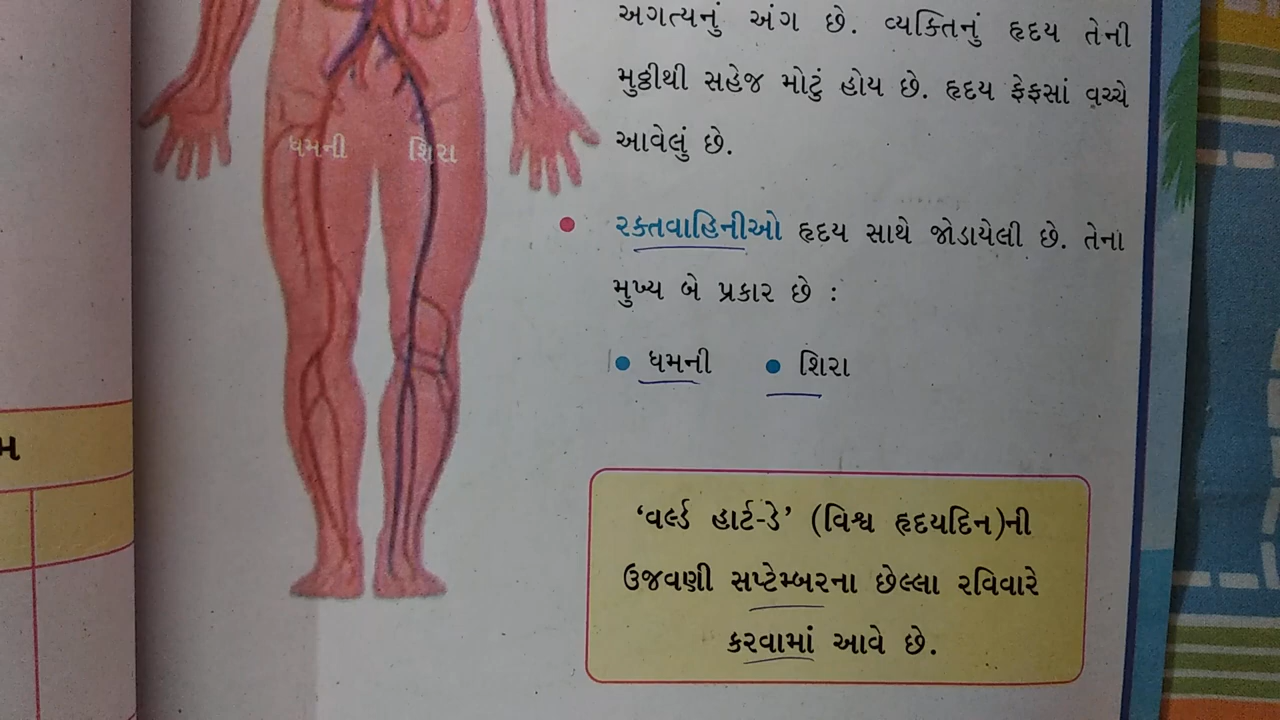 અગત્યનું અંગ છે. વ્યક્તિનું હૃદય તેની
મુઠ્ઠીથી સહેજ મોટું હોય છે. હૃદય ફેફસાં વચ્ચે
આવેલું છે.
ધમની
શિરા
• રક્તવાહિનીઓ હૃદય સાથે જોડાયેલી છે. તેના
મુખ્ય બે પ્રકાર છે :
• ધમની • શિરા
‘વર્લ્ડ હાર્ટ-ડે’ (વિશ્વ હૃદયદિન)ની
ઉજવણી સપ્ટેમ્બરના છેલ્લા રવિવારે
કરવામાં આવે છે.